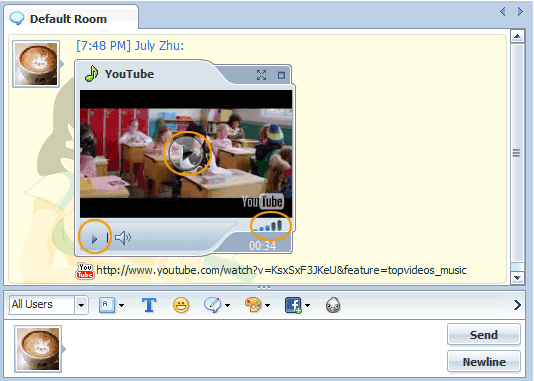 Default Room
[7:48 PM] July Zhu:
YouTube
YouTube
00:34
You Tube http://www.youtube.com/watch?v=KsxSxF3JKeU&feature=topvideos_music
All Users
a
T
Send
Newline